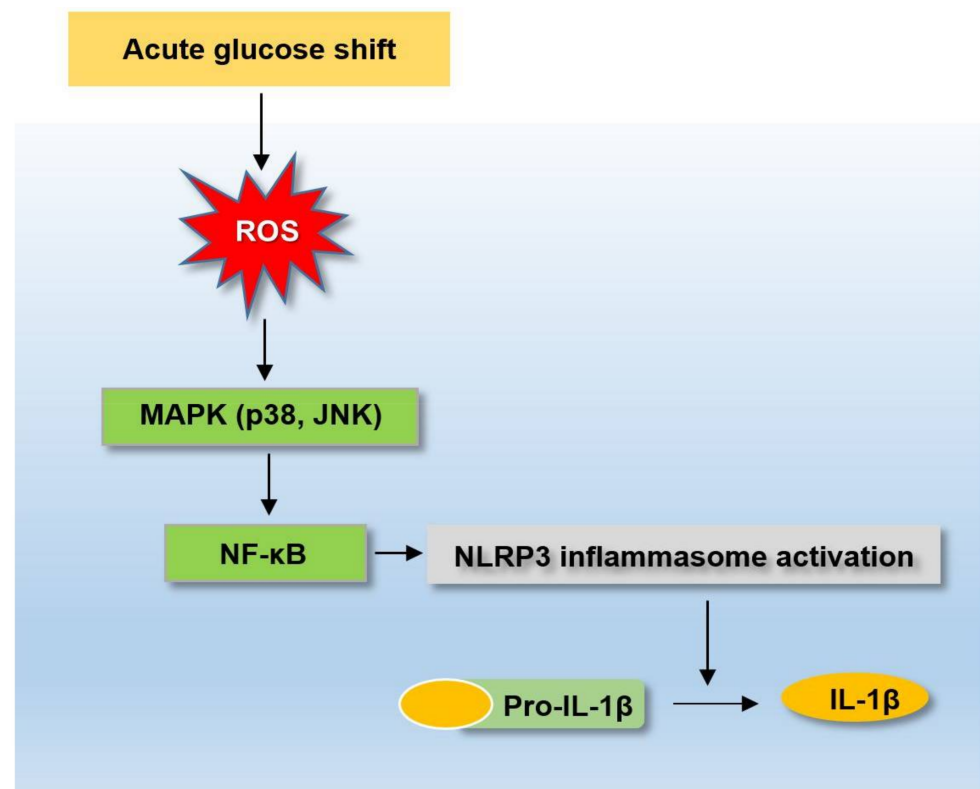 Acute glucose shift
ROS
MAPK (p38, JNK)
NF-κB
NLRP3 inflammasome activation
Pro-IL-1β
IL-1β